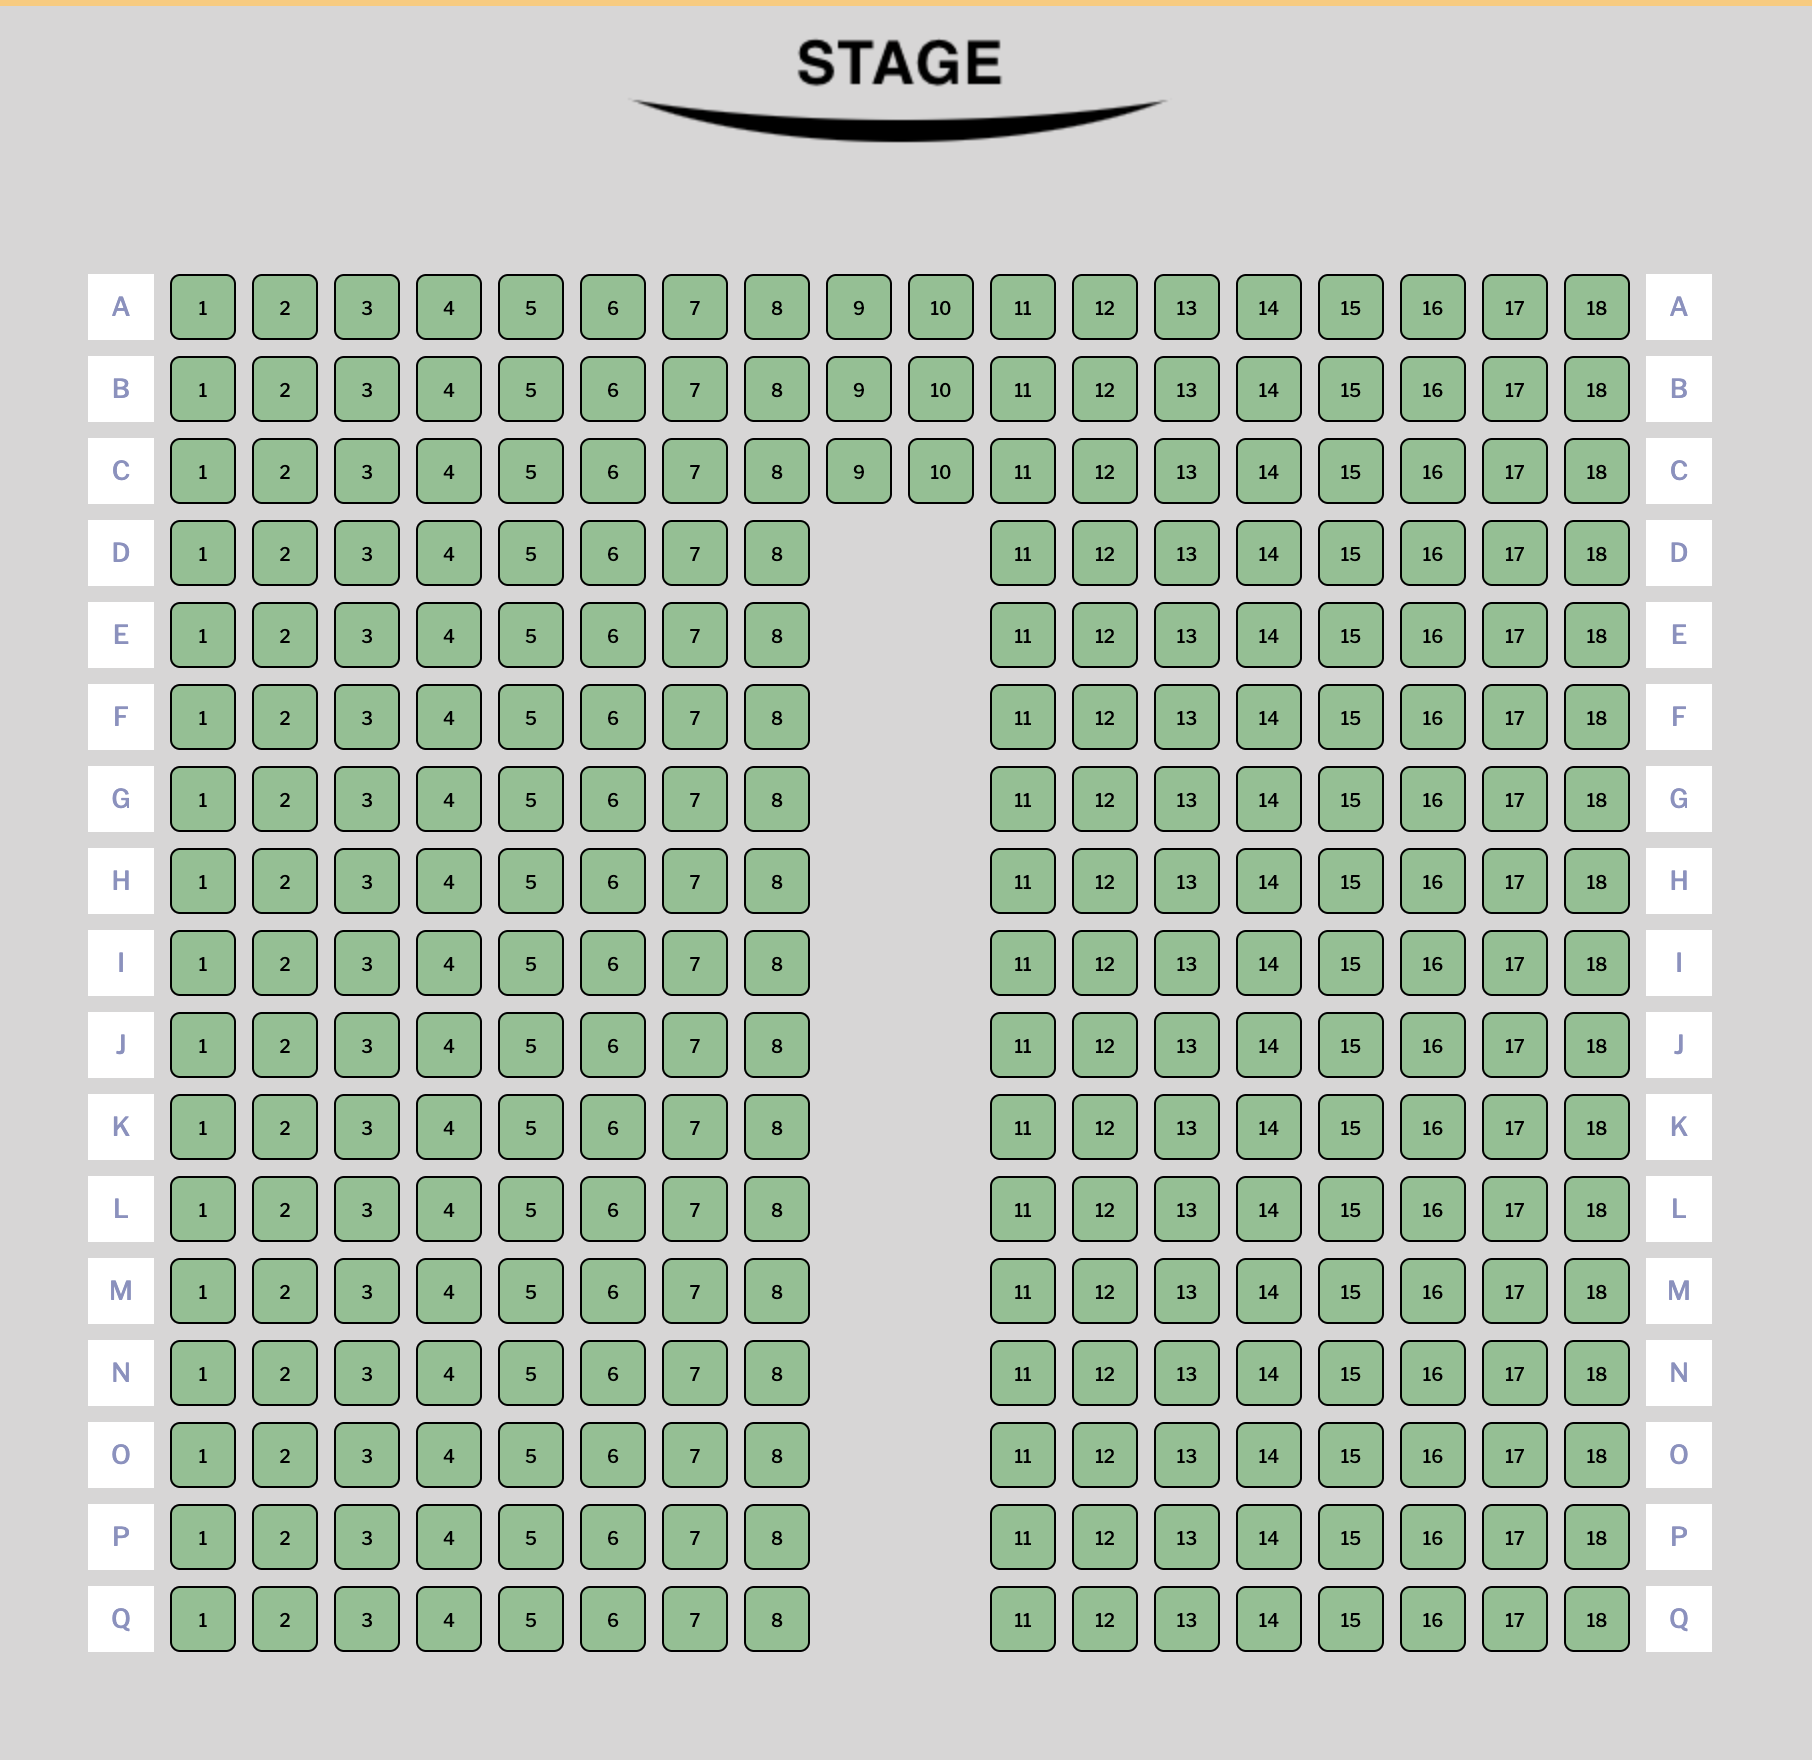 STAGE
A 1 2 3 4 5 6 7 8 9 10 11 12 13 14 15 16 17 18 A
B 1 2 3 4 5 6 7 8 9 10 11 12 13 14 15 16 17 18 B
C 1 2 3 4 5 6 7 8 9 10 11 12 13 14 15 16 17 18 C
D 1 2 3 4 5 6 7 8 11 12 13 14 15 16 17 18 D
E 1 2 3 4 5 6 7 8 11 12 13 14 15 16 17 18 E
F 1 2 3 4 5 6 7 8 11 12 13 14 15 16 17 18 F
G 1 2 3 4 5 6 7 8 11 12 13 14 15 16 17 18 G
H 1 2 3 4 5 6 7 8 11 12 13 14 15 16 17 18 H
I 1 2 3 4 5 6 7 8 11 12 13 14 15 16 17 18 I
J 1 2 3 4 5 6 7 8 11 12 13 14 15 16 17 18 J
K 1 2 3 4 5 6 7 8 11 12 13 14 15 16 17 18 K
L 1 2 3 4 5 6 7 8 11 12 13 14 15 16 17 18 L
M 1 2 3 4 5 6 7 8 11 12 13 14 15 16 17 18 M
N 1 2 3 4 5 6 7 8 11 12 13 14 15 16 17 18 N
O 1 2 3 4 5 6 7 8 11 12 13 14 15 16 17 18 O
P 1 2 3 4 5 6 7 8 11 12 13 14 15 16 17 18 P
Q 1 2 3 4 5 6 7 8 11 12 13 14 15 16 17 18 Q